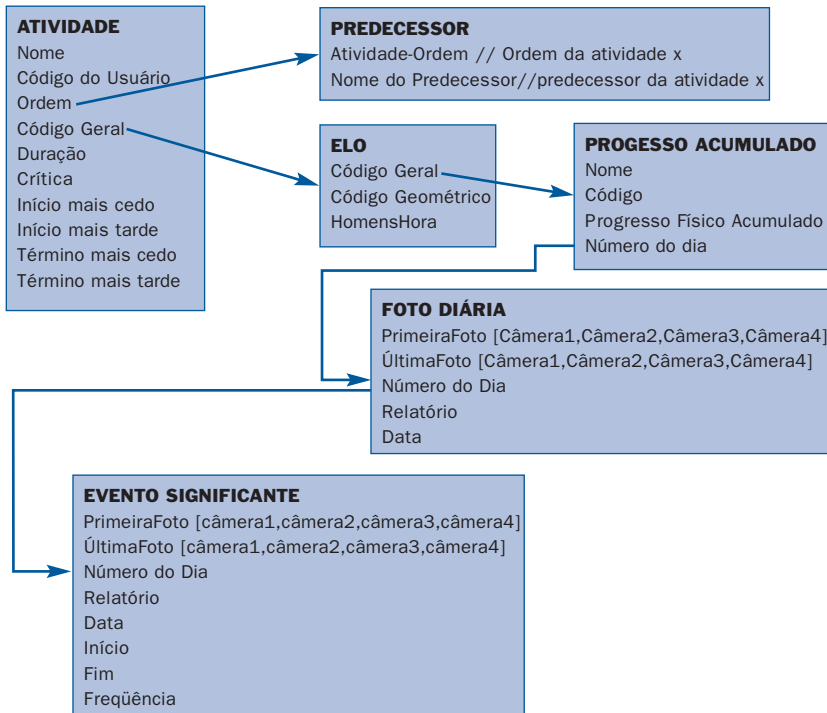 ATIVIDADE
Nome
Código do Usuário
Ordem
Código Geral
Duração
Crítica
Início mais cedo
Início mais tarde
Término mais cedo
Término mais tarde
PREDECESSOR
Atividade-Ordem // Ordem da atividade x
Nome do Predecessor//predecessor da atividade x
ELO
Código Geral
Código Geométrico
HomensHora
PROGESSO ACUMULADO
Nome
Código
Progresso Físico Acumulado
Número do dia
FOTO DIÁRIA
PrimeiraFoto [Câmera1,Câmera2,Câmera3,Câmera4]
ÚltimaFoto [Câmera1,Câmera2,Câmera3,Câmera4]
Número do Dia
Relatório
Data
EVENTO SIGNIFICANTE
PrimeiraFoto [câmera1,câmera2,câmera3,câmera4]
ÚltimaFoto [câmera1,câmera2,câmera3,câmera4]
Número do Dia
Relatório
Data
Início
Fim
Freqüência